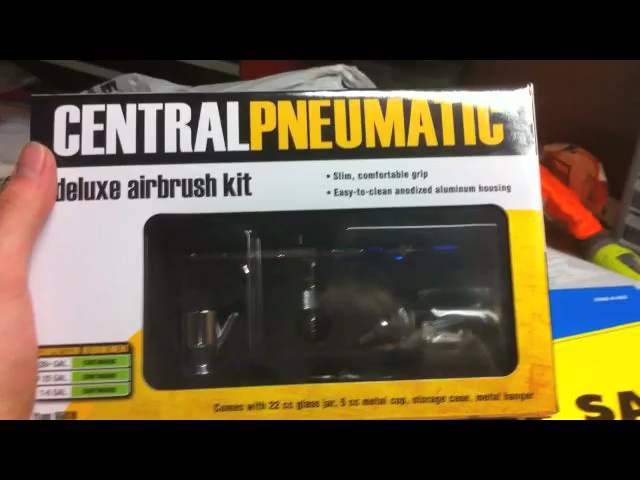 CENTRALPNEUMATIC
deluxe airbrush kit
• Slim, comfortable grip
• Easy-to-clean anodized aluminum housing
Comes with 22 cc glass jar, 5 cc metal cup, storage case, metal hanger
SA